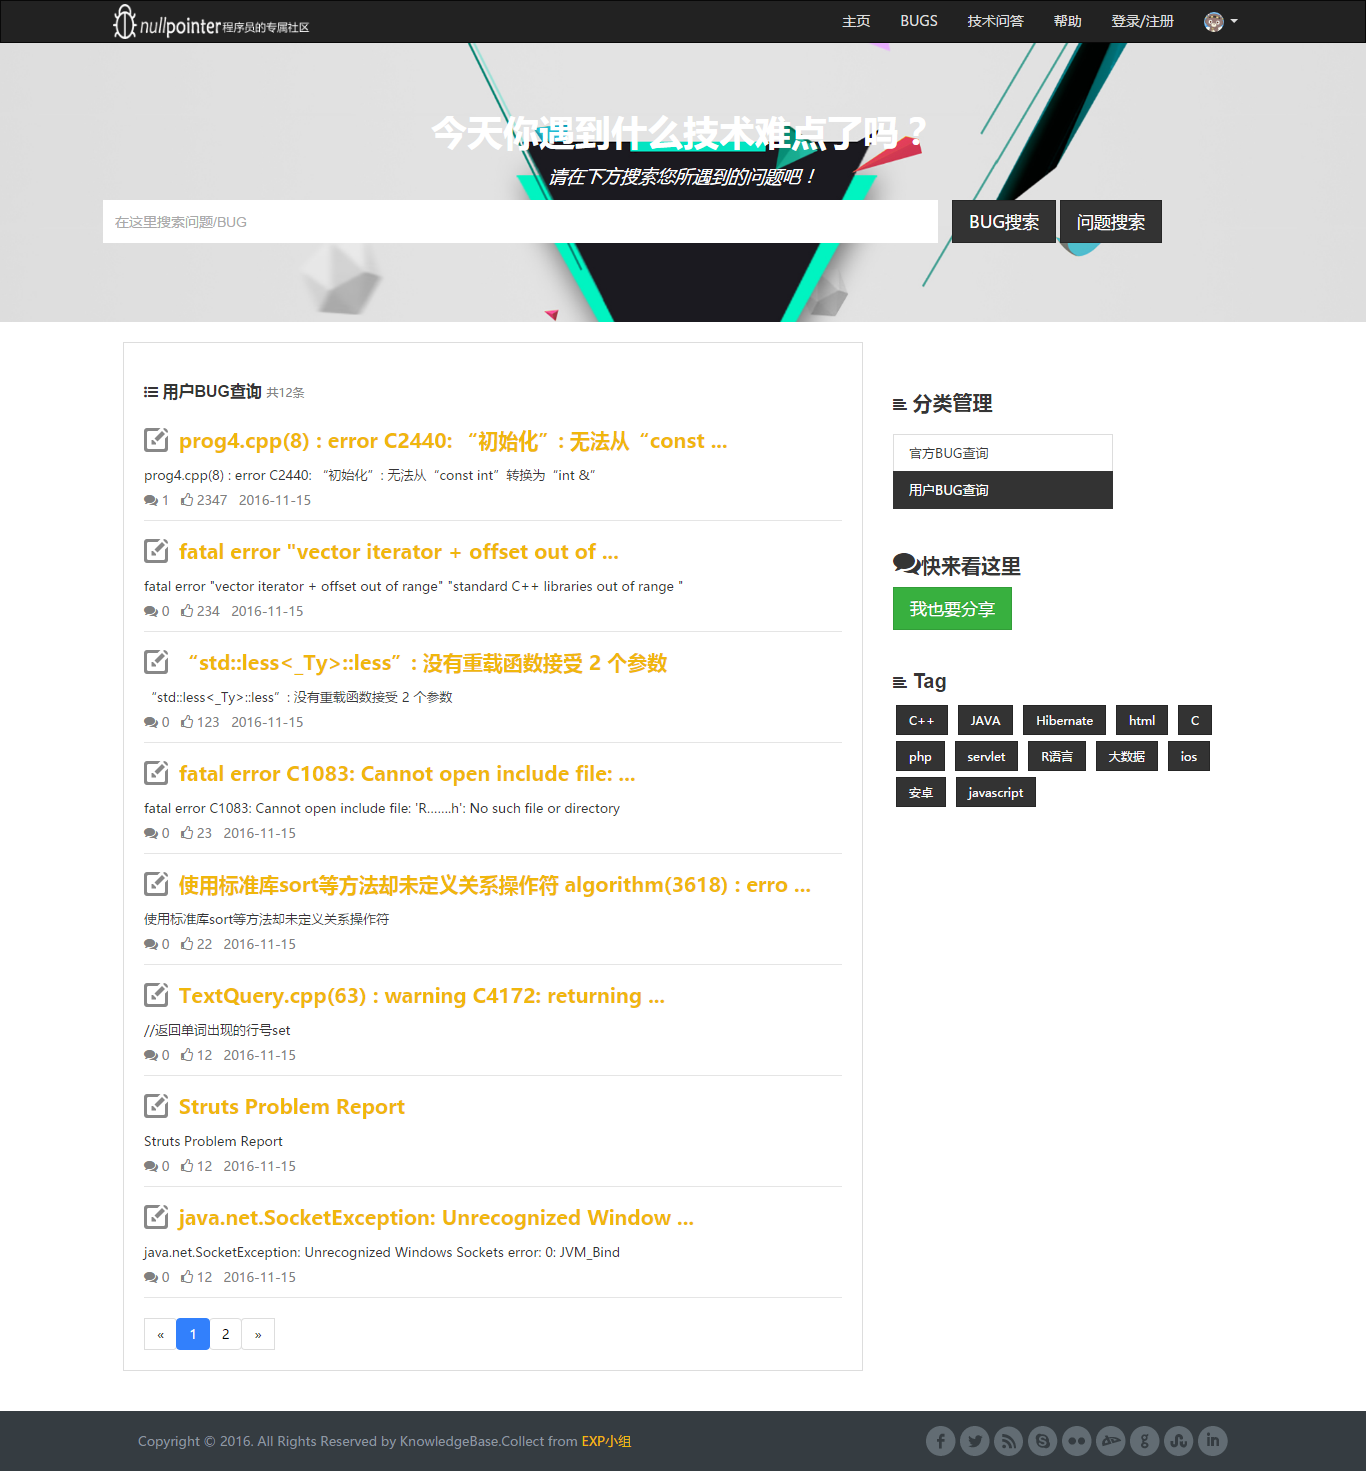 nullpointer程序员的专属社区
主页 BUGS 技术问答 帮助 登录/注册
今天你遇到什么技术难点了吗？
请在下方搜索您所遇到的问题吧！
在这里搜索问题/BUG
BUG搜索 问题搜索
用户BUG查询 共12条
prog4.cpp(8) : error C2440: “初始化” : 无法从 “const ...
prog4.cpp(8) : error C2440: “初始化” : 无法从 “const int” 转换为 “int &”
1 2347 2016-11-15
fatal error "vector iterator + offset out of ...
fatal error "vector iterator + offset out of range" "standard C++ libraries out of range "
0 234 2016-11-15
“std::less<_Ty>::less” : 没有重载函数接受 2 个参数
“std::less<_Ty>::less” : 没有重载函数接受 2 个参数
0 123 2016-11-15
fatal error C1083: Cannot open include file: ...
fatal error C1083: Cannot open include file: 'R.......h': No such file or directory
0 23 2016-11-15
使用标准库sort等方法却未定义关系操作符 algorithm(3618) : erro ...
使用标准库sort等方法却未定义关系操作符
0 22 2016-11-15
TextQuery.cpp(63) : warning C4172: returning ...
//返回单词出现的行号set
0 12 2016-11-15
Struts Problem Report
Struts Problem Report
0 12 2016-11-15
java.net.SocketException: Unrecognized Window ...
java.net.SocketException: Unrecognized Windows Sockets error: 0: JVM_Bind
0 12 2016-11-15
« 1 2 »
分类管理
官方BUG查询
用户BUG查询
快来看这里
我也要分享
Tag
C++ JAVA Hibernate html C
php servlet R语言 大数据 ios
安卓 javascript
Copyright © 2016. All Rights Reserved by KnowledgeBase.Collect from EXP小组